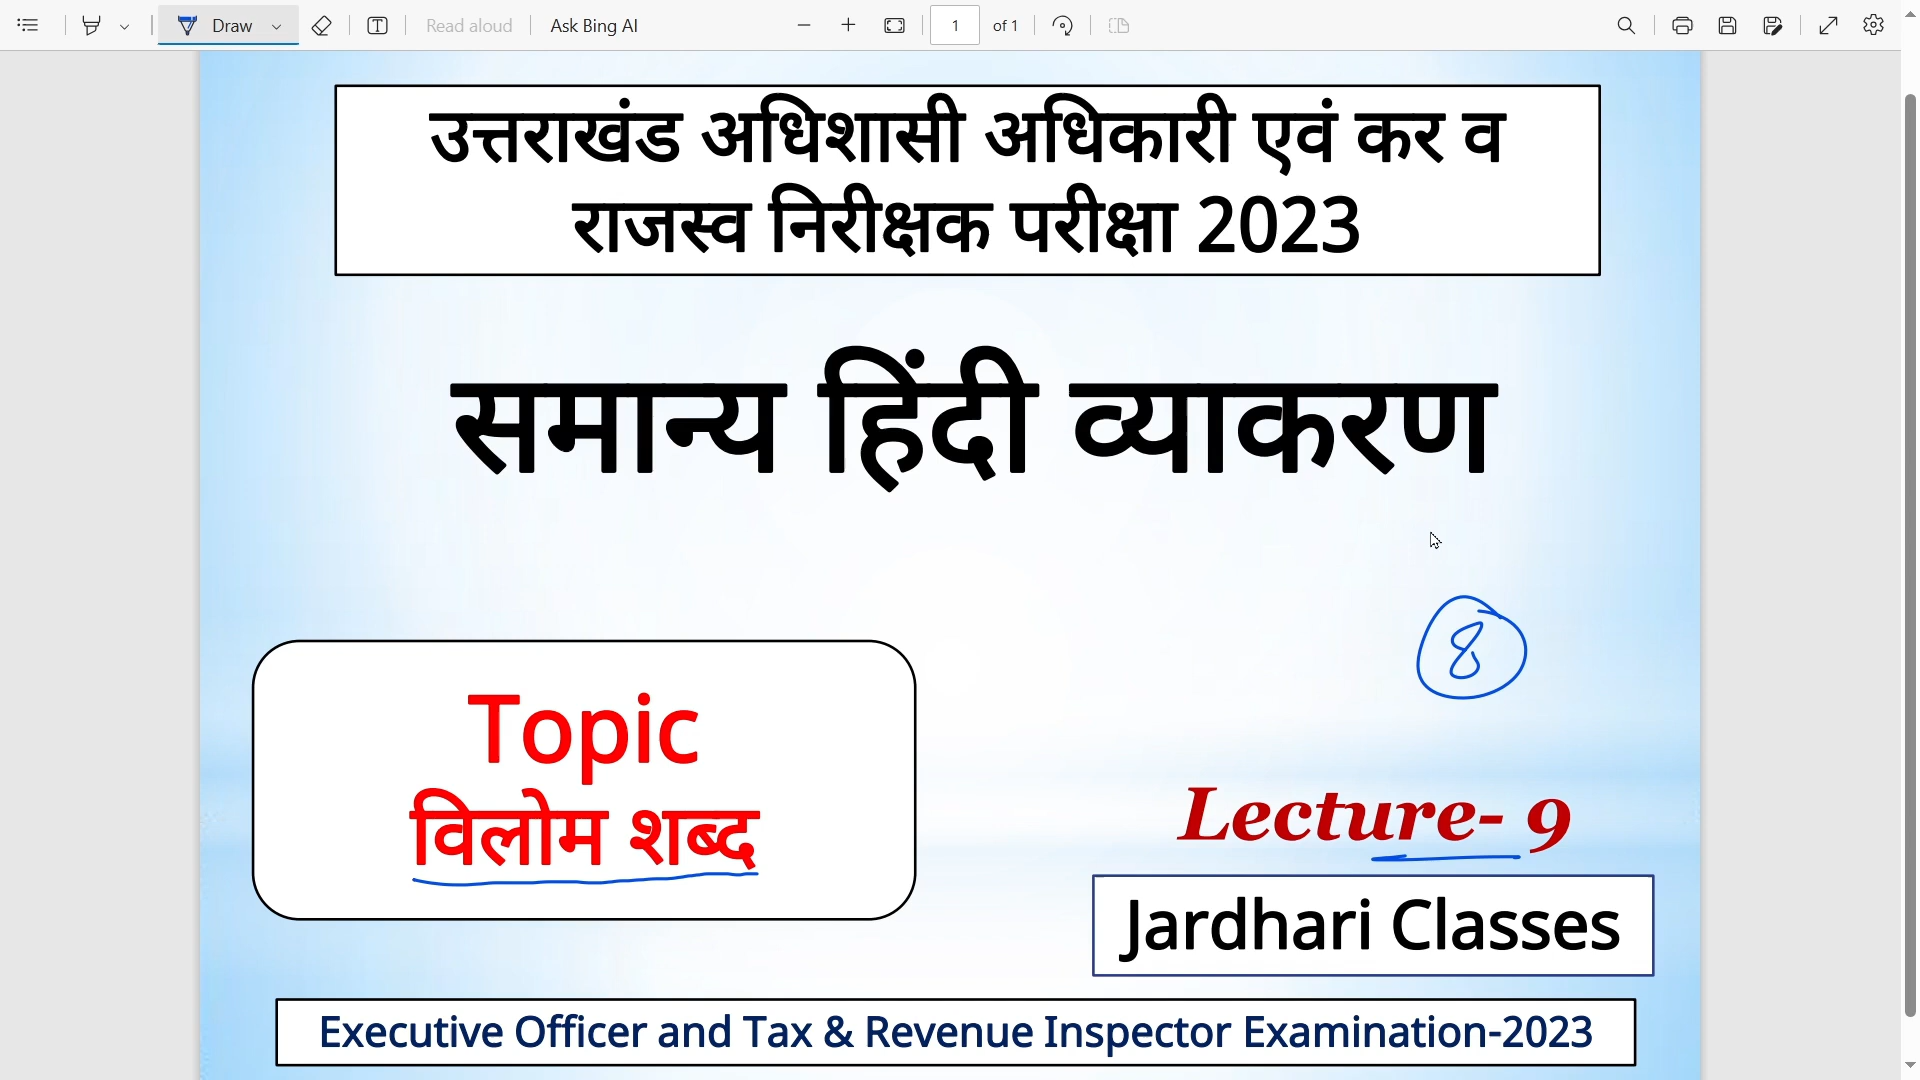 Draw
Read aloud
Ask Bing AI
1
of 1
उत्तराखंड अधिशासी अधिकारी एवं कर व
राजस्व निरीक्षक परीक्षा 2023
समान्य हिंदी व्याकरण
8
Topic
विलोम शब्द
Lecture- 9
Jardhari Classes
Executive Officer and Tax & Revenue Inspector Examination-2023